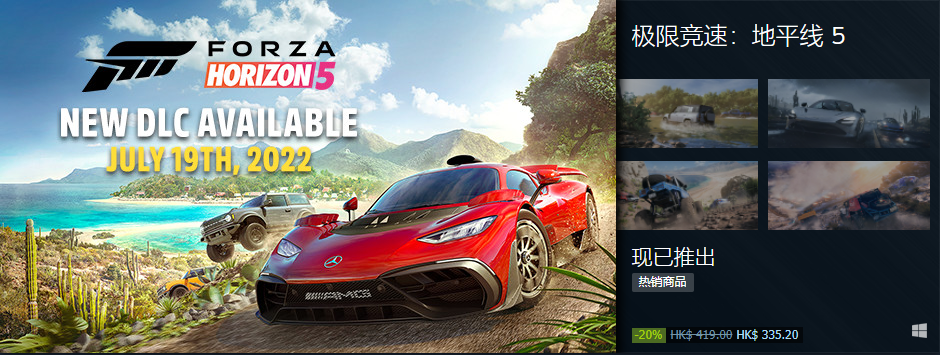 FORZA
HORIZON 5
NEW DLC AVAILABLE
JULY 19TH, 2022
AMG
极限竞速：地平线 5
现已推出
热销商品
-20% HK$ 419.00 HK$ 335.20